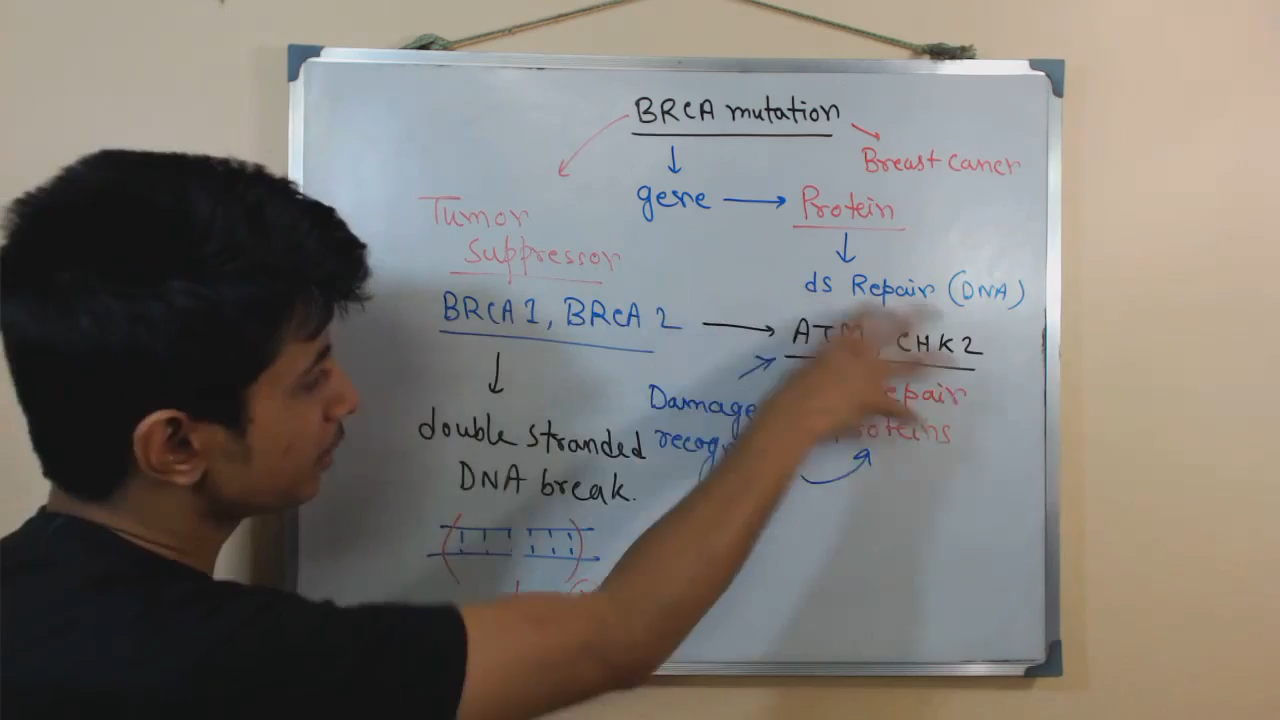 BRCA mutation
Breast cancer
gene → Protein
Tumor
Suppressor
ds Repair (DNA)
BRCA 1, BRCA 2 → CHK2
double stranded
DNA break.
Damage